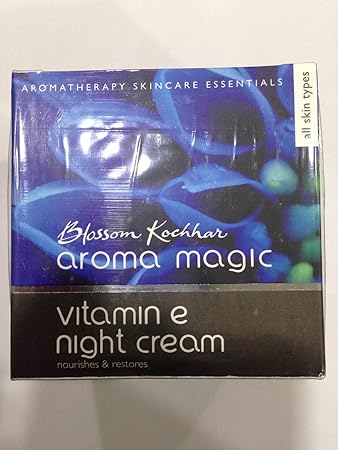 AROMATHERAPY SKINCARE ESSENTIALS
all skin types
Blossom Kochhar
aroma magic
vitamin e
night cream
nourishes & restores